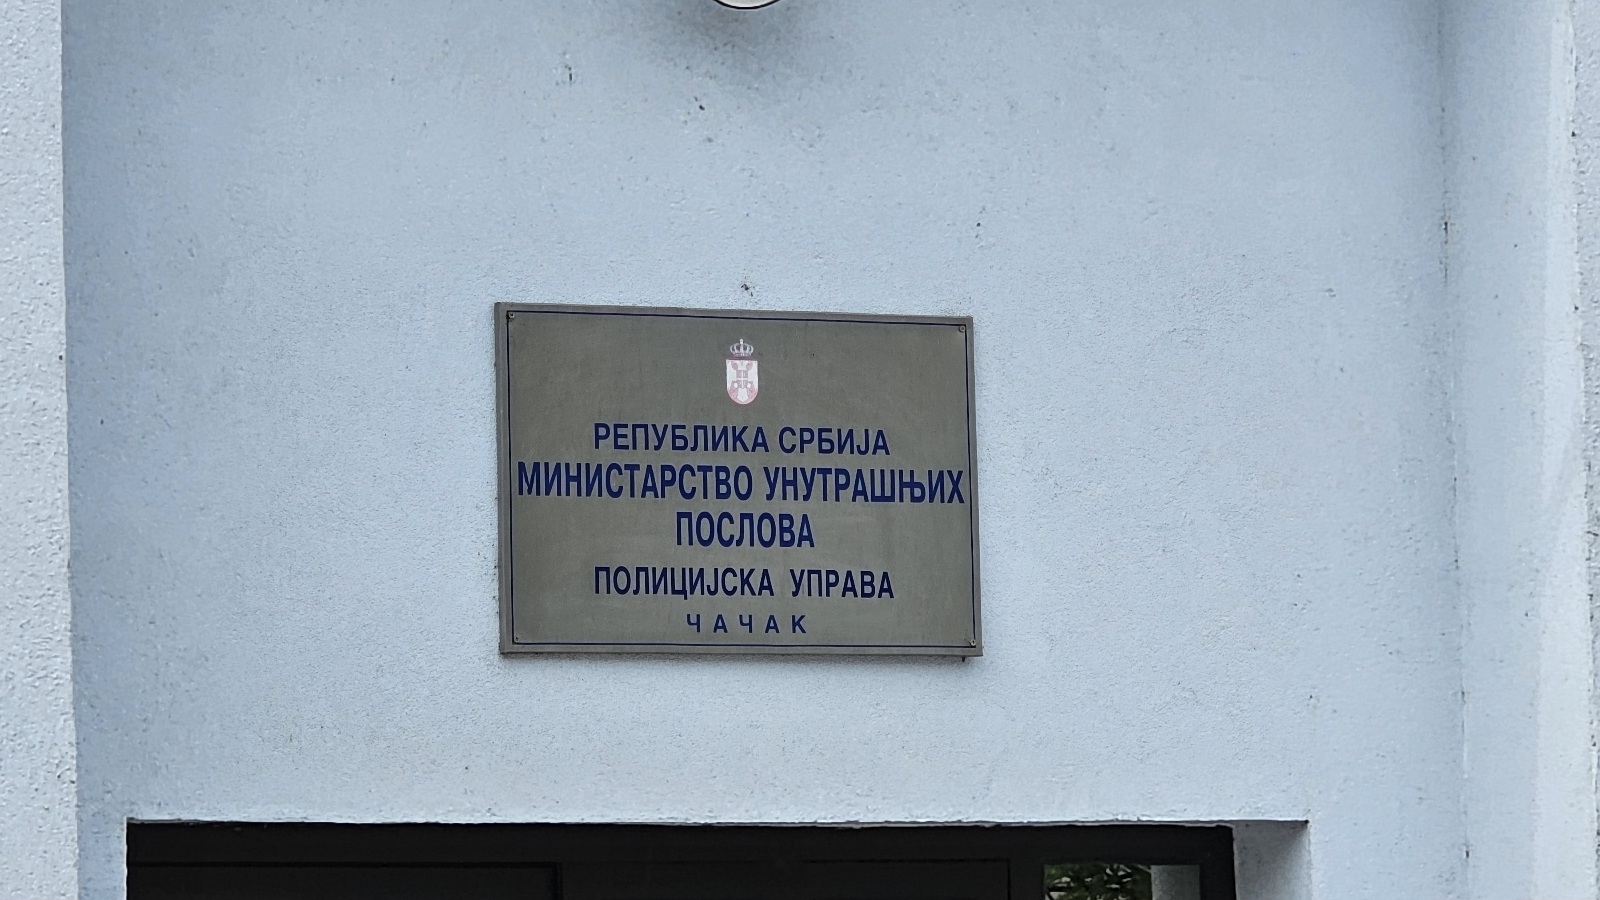 РЕПУБЛИКА СРБИЈА
МИНИСТАРСТВО УНУТРАШЊИХ
ПОСЛОВА
ПОЛИЦИЈСКА УПРАВА
ЧАЧАК